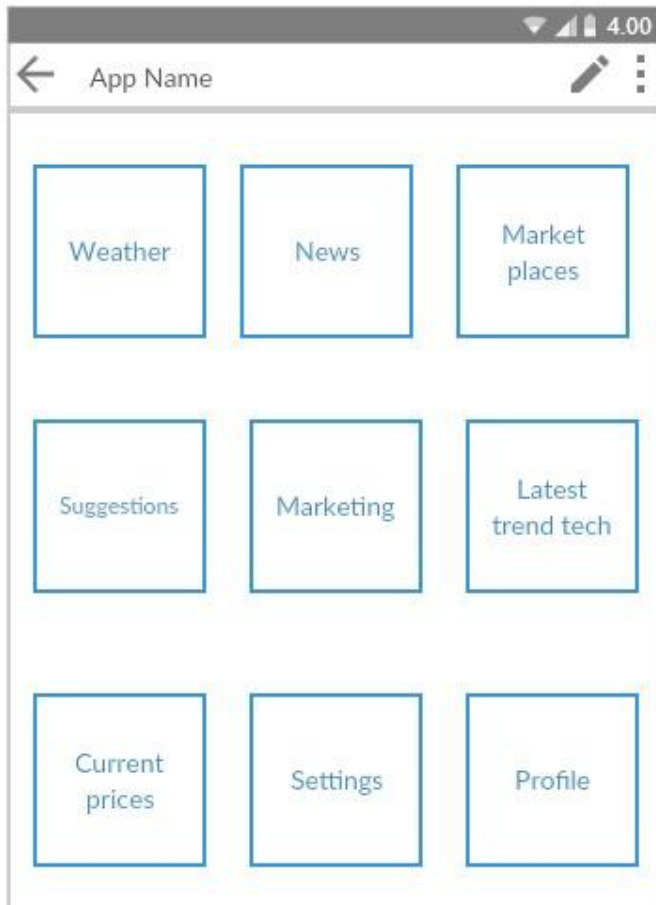 4.00
App Name
Weather
News
Market
places
Suggestions
Marketing
Latest
trend tech
Current
prices
Settings
Profile